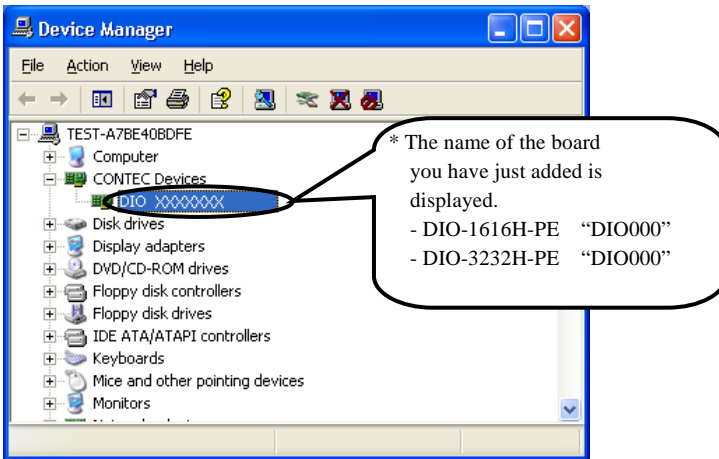 Device Manager
File Action View Help
TEST-A7BE40BDFE
Computer
CONTEC Devices
DIO XXXXXXX
Disk drives
Display adapters
DVD/CD-ROM drives
Floppy disk controllers
Floppy disk drives
IDE ATA/ATAPI controllers
Keyboards
Mice and other pointing devices
Monitors
* The name of the board
you have just added is
displayed.
- DIO-1616H-PE “DIO000”
- DIO-3232H-PE “DIO000”